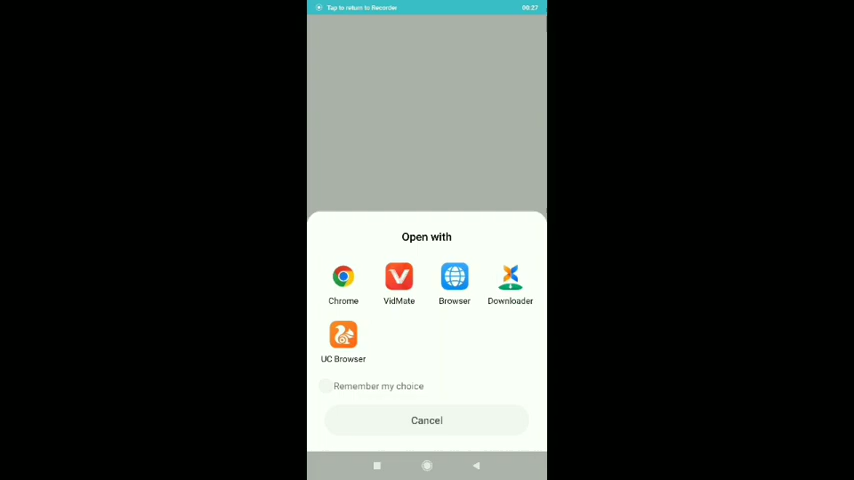 Tap to return to Recorder 00:27
Open with
Chrome VidMate Browser Downloader
UC Browser
Remember my choice
Cancel